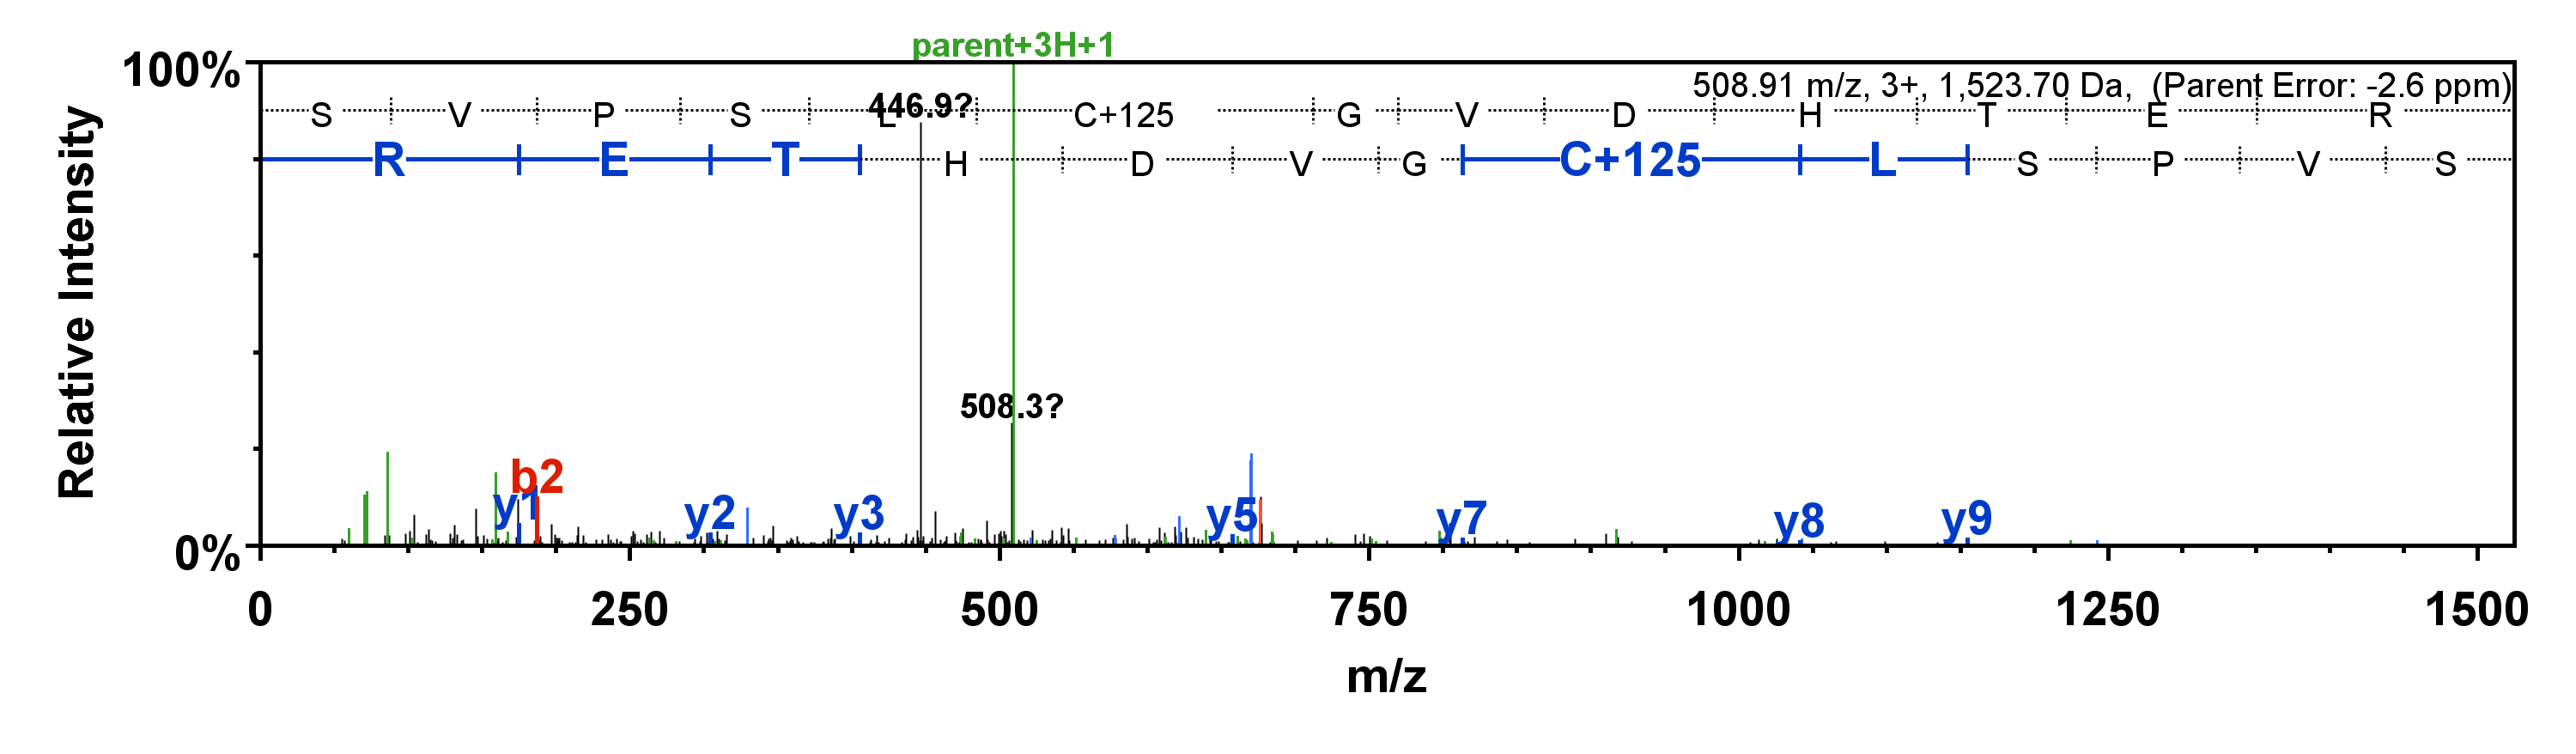 parent+3H+1
100%
508.91 m/z, 3+, 1,523.70 Da, (Parent Error: -2.6 ppm)
446.9?
S V P S L C+125 G V D H T E R
R E T H D V G C+125 L S P V S
Relative Intensity
508.3?
b2
y1 y2 y3 y5 y7 y8 y9
0%
0 250 500 750 1000 1250 1500
m/z